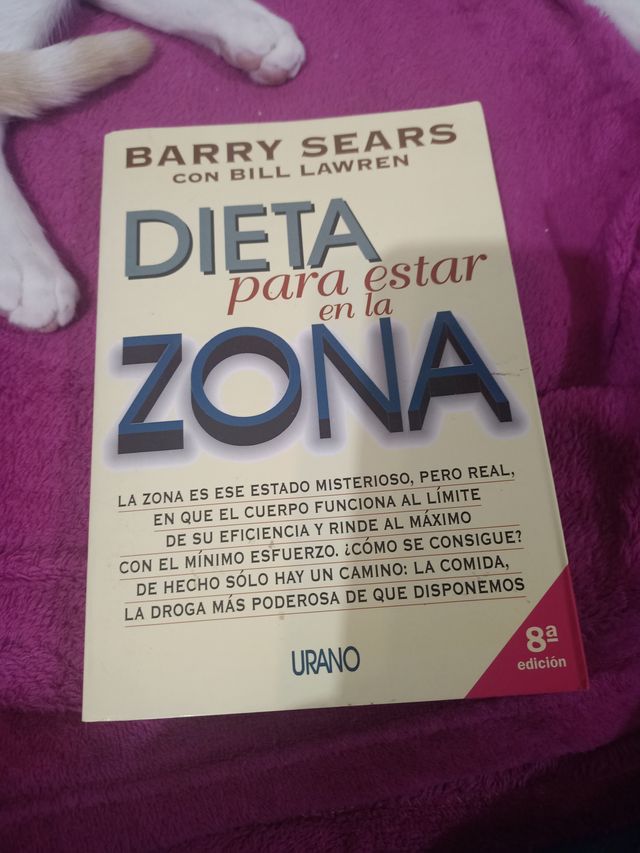 BARRY SEARS
CON BILL LAWREN
DIETA
para estar
en la
ZONA
LA ZONA ES ESE ESTADO MISTERIOSO, PERO REAL,
EN QUE EL CUERPO FUNCIONA AL LÍMITE
DE SU EFICIENCIA Y RINDE AL MÁXIMO
CON EL MÍNIMO ESFUERZO. ¿CÓMO SE CONSIGUE?
DE HECHO SÓLO HAY UN CAMINO: LA COMIDA,
LA DROGA MÁS PODEROSA DE QUE DISPONEMOS
URANO
8ª
edición